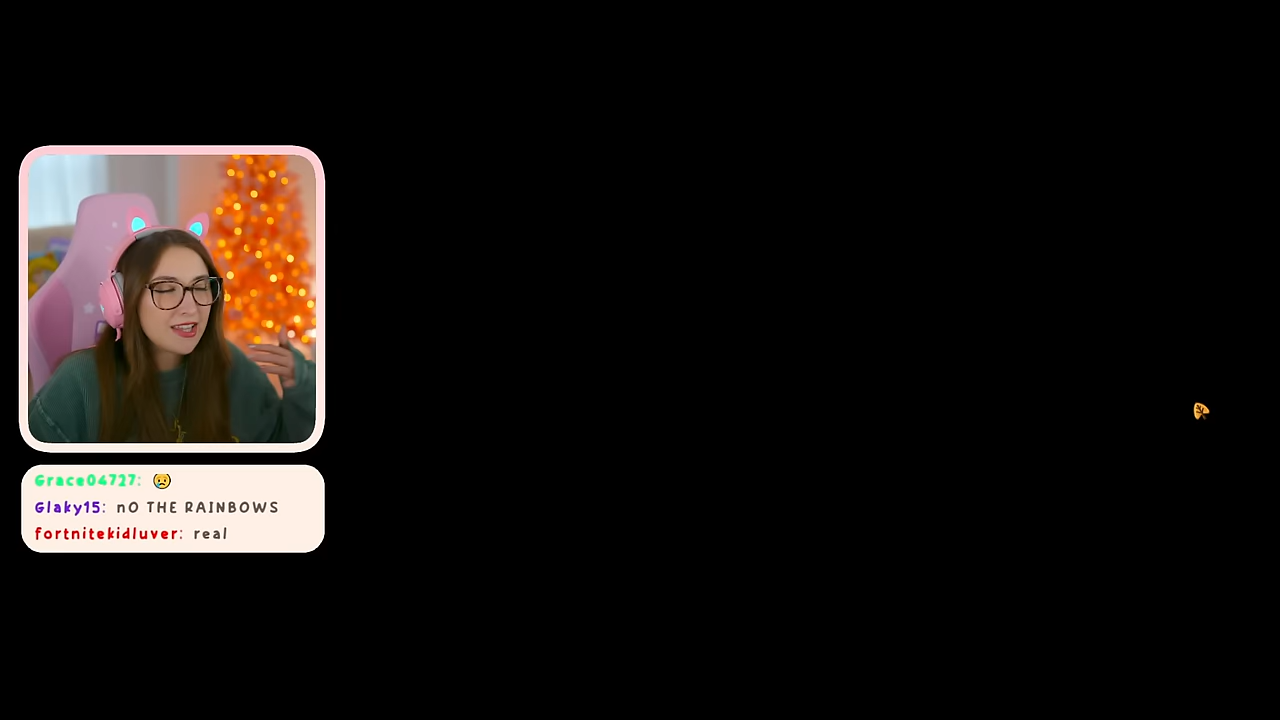 Grace04727: 😢
Glaky15: nO THE RAINBOWS
fortnitekidluver: real